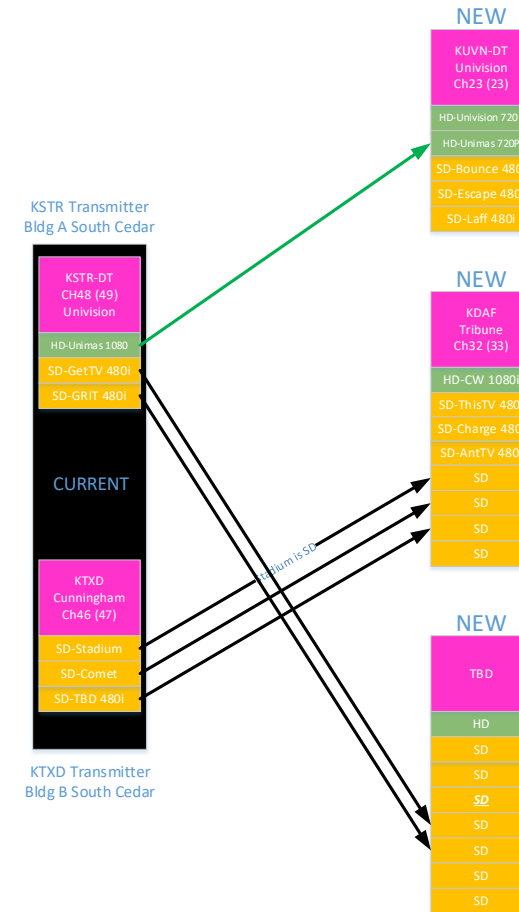 NEW
KUVN-DT
Univision
Ch23 (23)
HD-Univision 720
HD-Unimas 720P
SD-Bounce 480
SD-Escape 480
SD-Laff 480i
KSTR Transmitter
Bldg A South Cedar
KSTR-DT
CH48 (49)
Univision
HD-Unimas 1080
SD-GetTV 480i
SD-GRIT 480i
CURRENT
KTXD
Cunningham
Ch46 (47)
SD-Stadium
SD-Comet
SD-TBD 480i
KTXD Transmitter
Bldg B South Cedar
Stadium is SD
NEW
KDAF
Tribune
Ch32 (33)
HD-CW 1080i
SD-ThisTV 480
SD-Charge 480
SD-AntTV 480
SD
SD
SD
SD
NEW
TBD
HD
SD
SD
SD
SD
SD
SD
SD